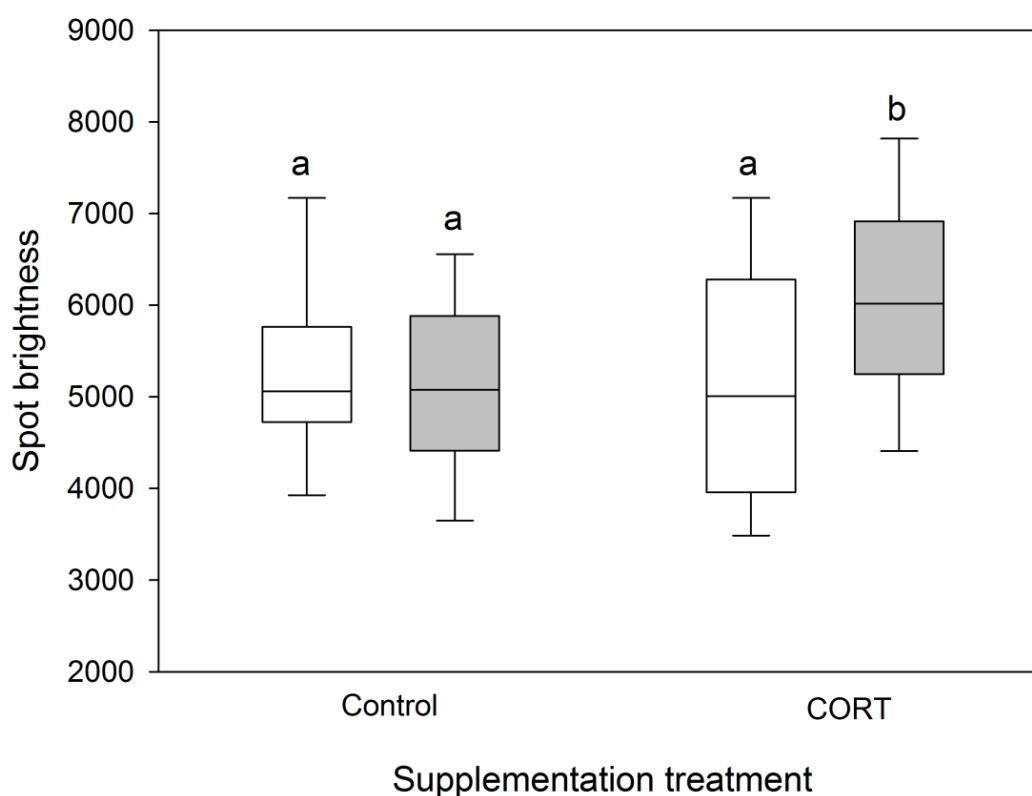 9000
8000
7000
6000
5000
4000
3000
2000
Spot brightness
a
a
a
b
Control
CORT
Supplementation treatment